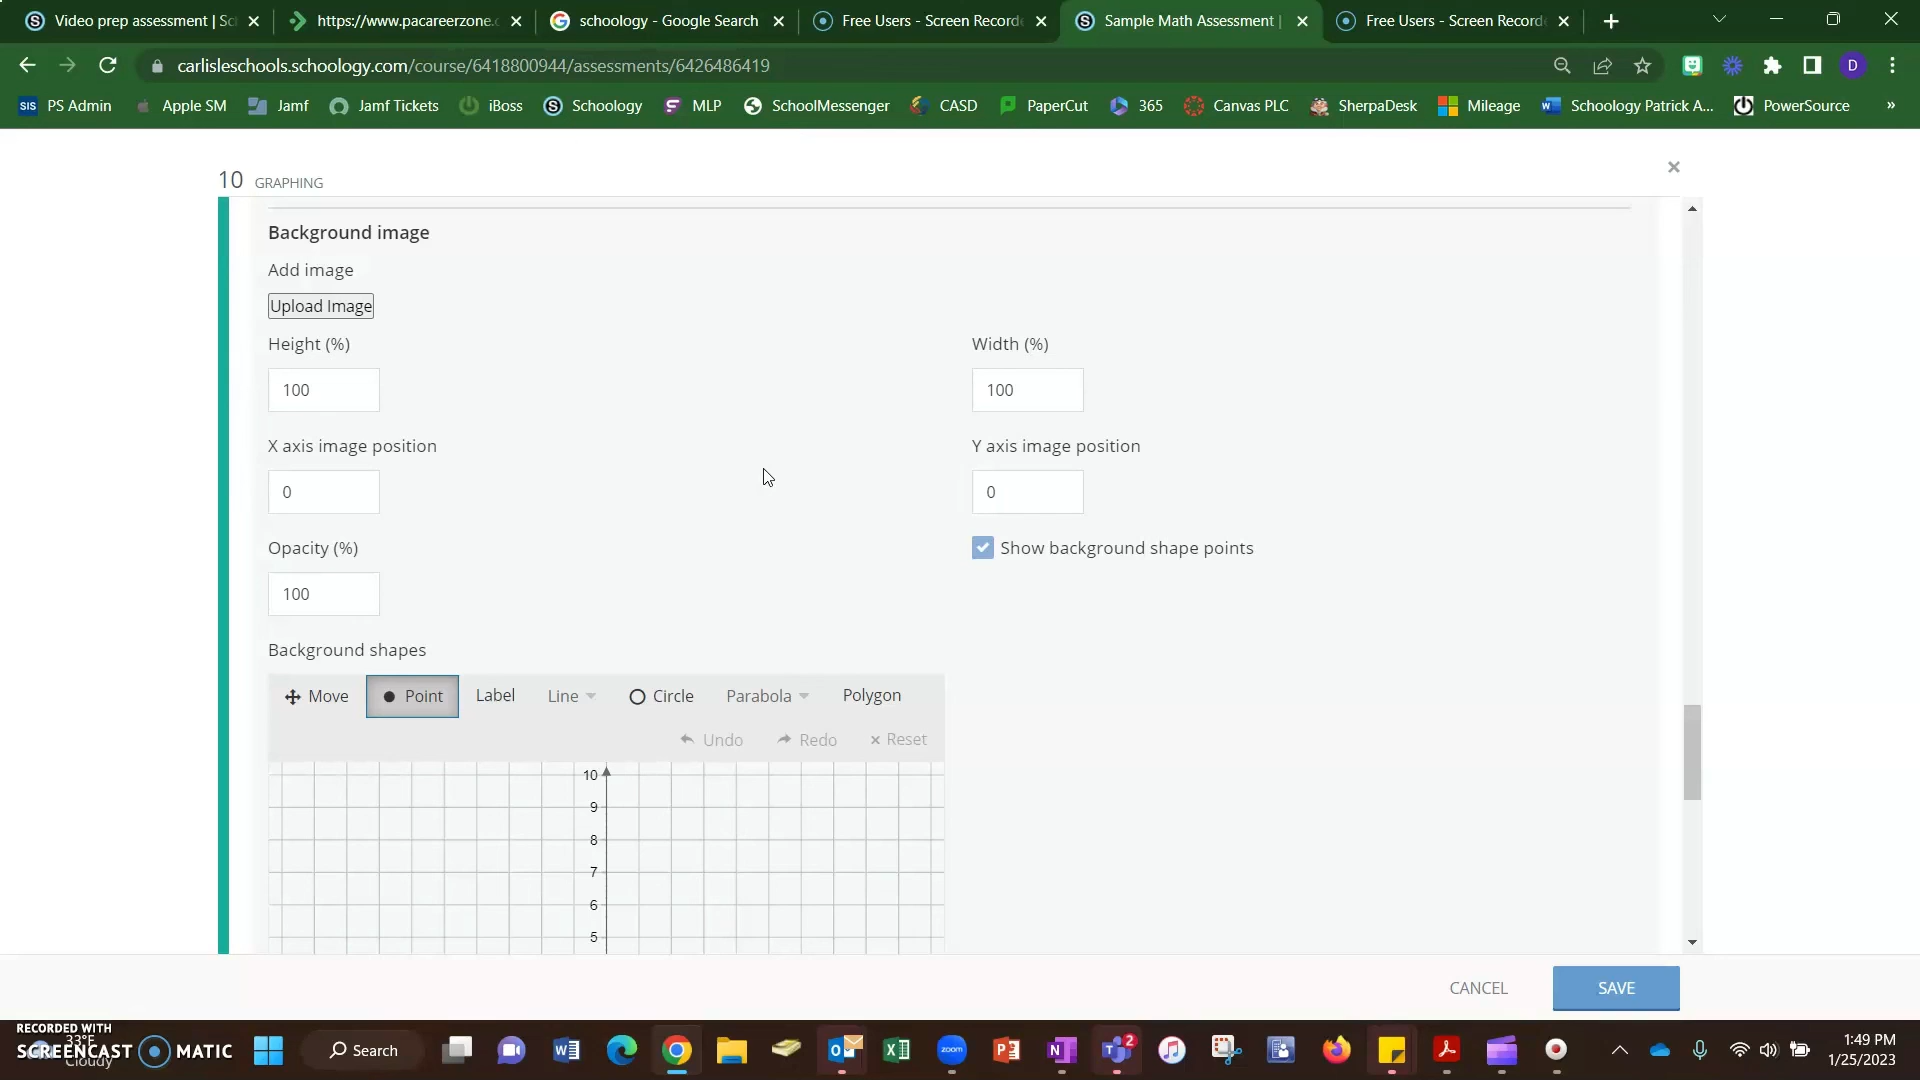 Video prep assessment | Sc
https://www.pacareerzone.c
schoology - Google Search
Free Users - Screen Record
Sample Math Assessment |
Free Users - Screen Record
carlisleschools.schoology.com/course/6418800944/assessments/6426486419
D
SIS PS Admin
Apple SM
Jamf
Jamf Tickets
iBoss
Schoology
MLP
SchoolMessenger
CASD
PaperCut
365
Canvas PLC
SherpaDesk
Mileage
Schoology Patrick A...
PowerSource
»
10 GRAPHING
Background image
Add image
Upload Image
Height (%)
Width (%)
100
100
X axis image position
Y axis image position
0
0
Opacity (%)
Show background shape points
100
Background shapes
Move
Point
Label
Line
Circle
Parabola
Polygon
Undo
Redo
× Reset
10
9
8
7
6
5
CANCEL
SAVE
RECORDED WITH
SCREENCAST MATIC
33°F
Cloudy
Search
zoom
2
1:49 PM
1/25/2023